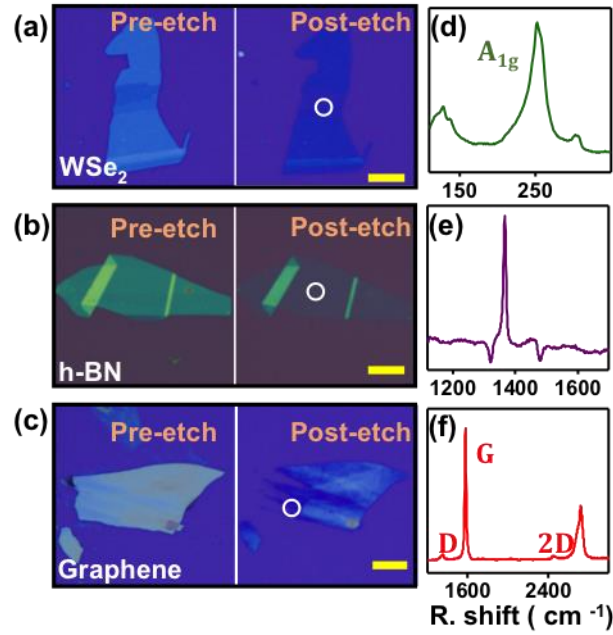 (a) Pre-etch Post-etch
WSe₂
(d) A₁g
150 250
(b) Pre-etch Post-etch
h-BN
(e)
1200 1400 1600
(c) Pre-etch Post-etch
Graphene
(f) G
D 2D
1600 2400
R. shift ( cm ⁻¹)